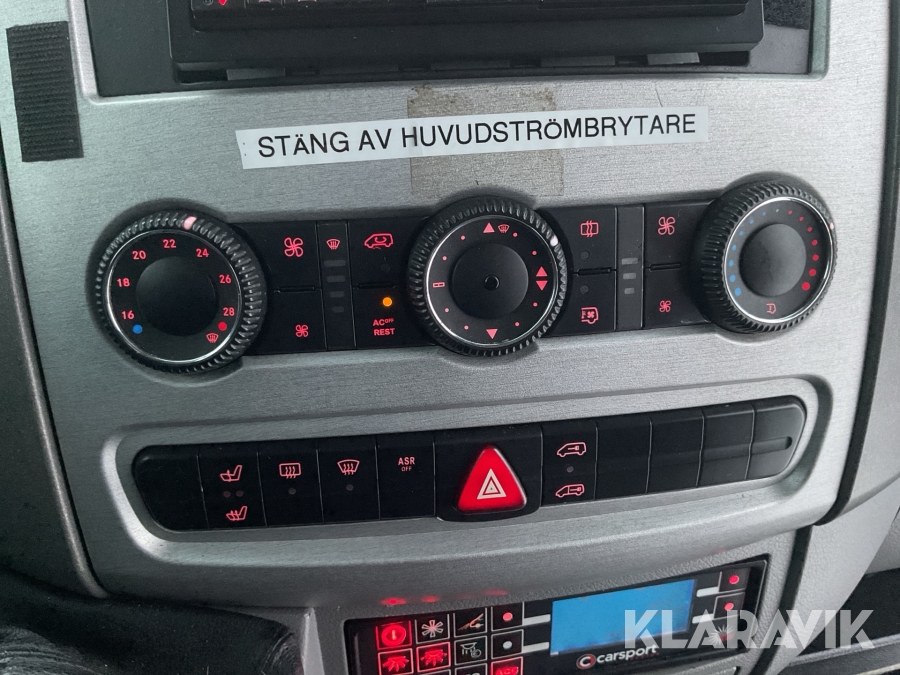 STÄNG AV HUVUDSTRÖMBRYTARE
22
20 24
18 26
16 28
AC OFF
REST
ASR
OFF
carsport
KLARAVIK